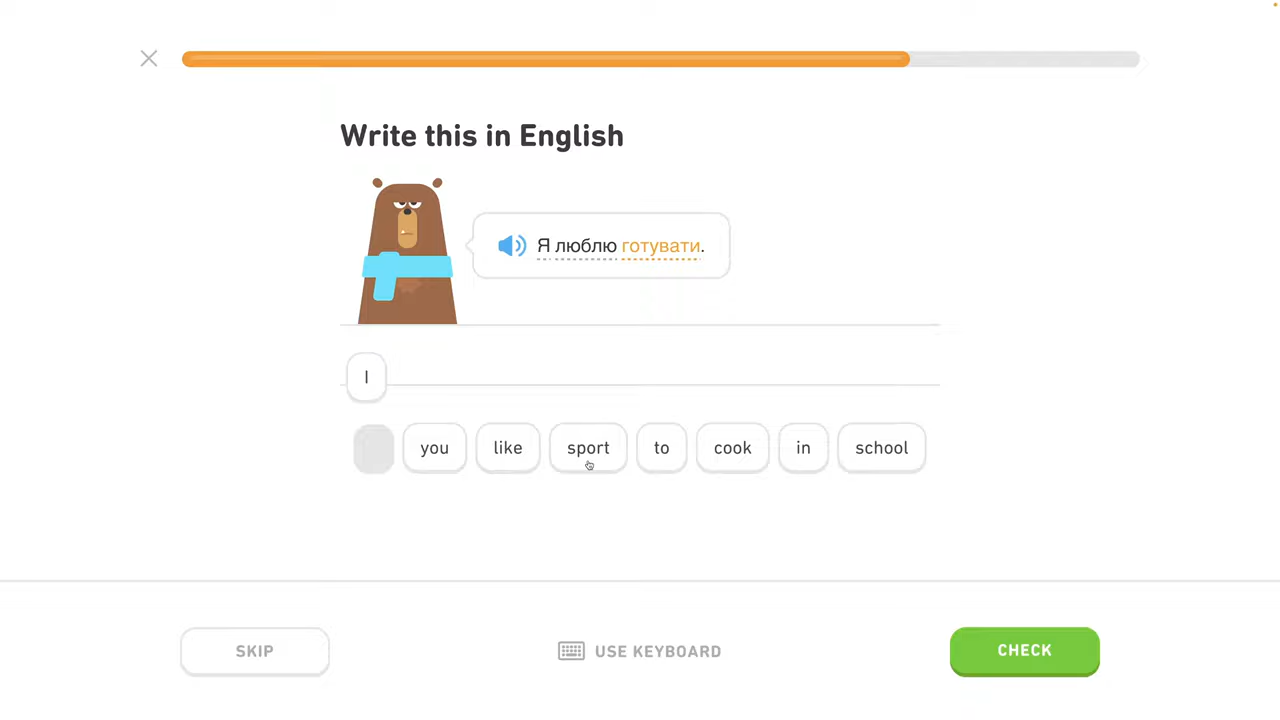 Write this in English
Я люблю готувати.
I
you like sport to cook in school
SKIP USE KEYBOARD CHECK